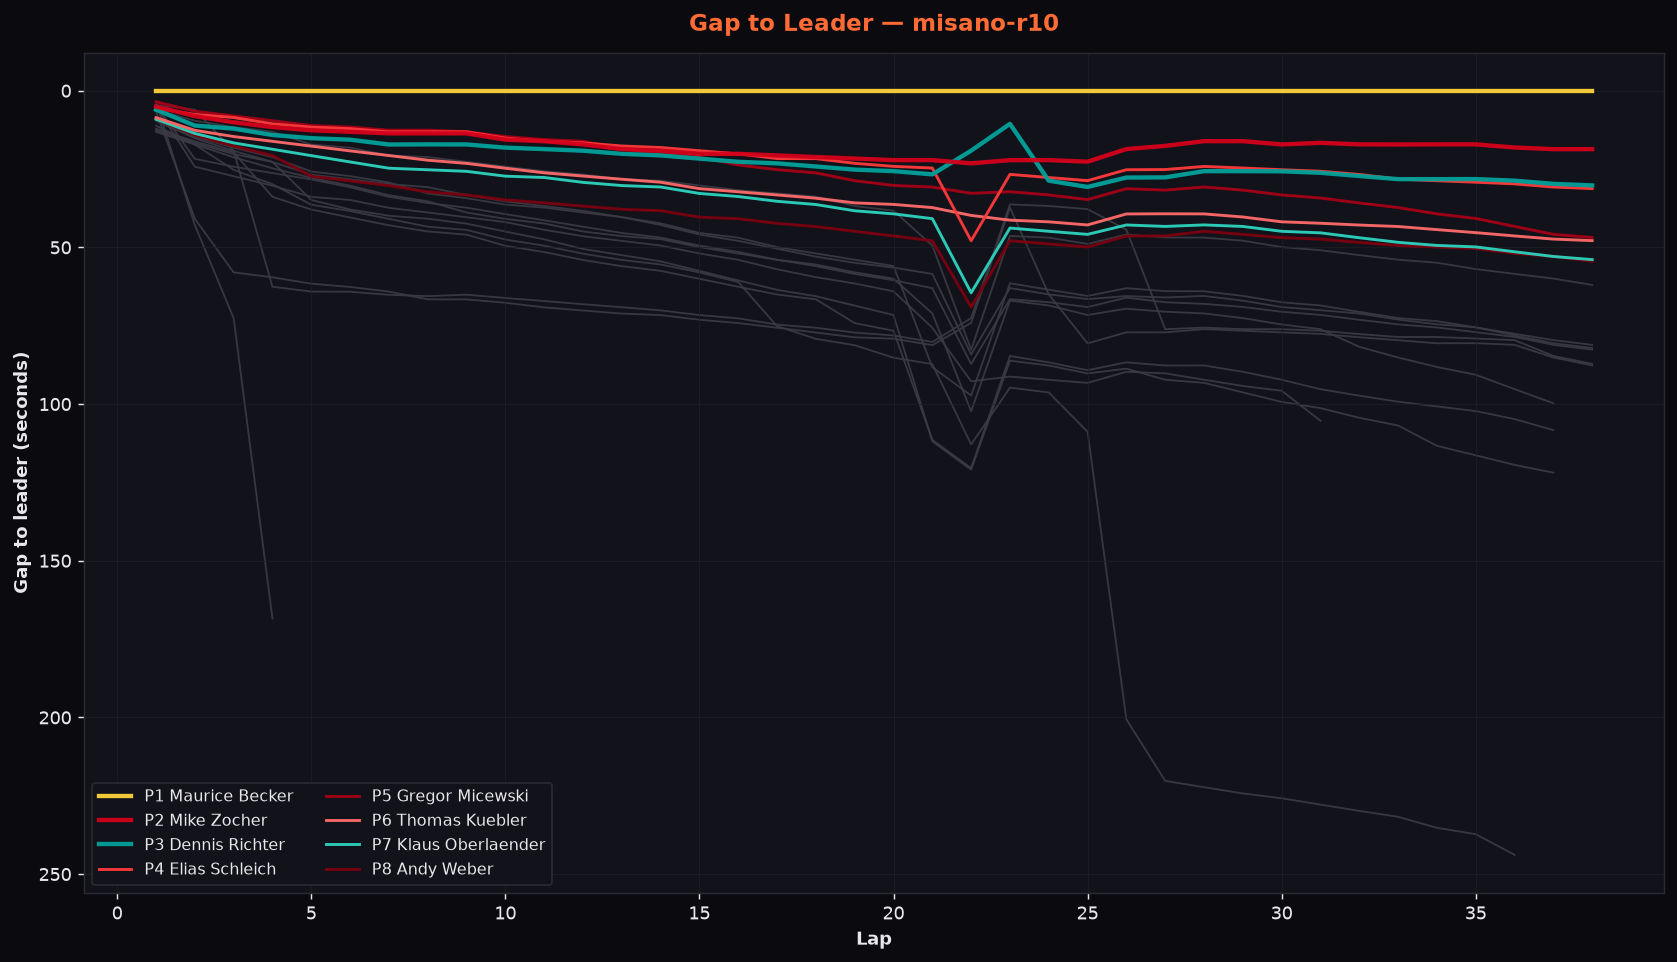 Gap to Leader — misano-r10
Gap to leader (seconds)
0
50
100
150
200
250
P1 Maurice Becker
P2 Mike Zocher
P3 Dennis Richter
P4 Elias Schleich
P5 Gregor Micewski
P6 Thomas Kuebler
P7 Klaus Oberlaender
P8 Andy Weber
0 5 10 15 20 25 30 35
Lap